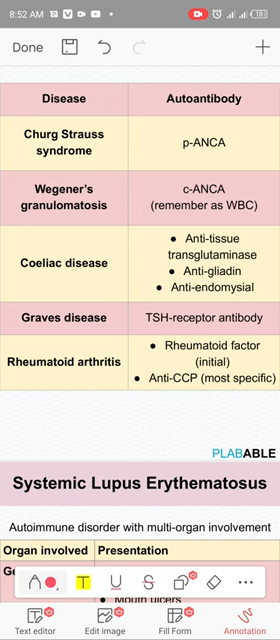 8:52 AM
181
Done
Disease Autoantibody
Churg Strauss
syndrome
p-ANCA
Wegener's
granulomatosis
c-ANCA
(remember as WBC)
Coeliac disease
● Anti-tissue
transglutaminase
● Anti-gliadin
● Anti-endomysial
Graves disease TSH-receptor antibody
Rheumatoid arthritis
● Rheumatoid factor
(initial)
● Anti-CCP (most specific)
PLABABLE
Systemic Lupus Erythematosus
Autoimmune disorder with multi-organ involvement
Organ involved Presentation
● Mouth ulcers
T U S
Text editor Edit image Fill Form Annotation